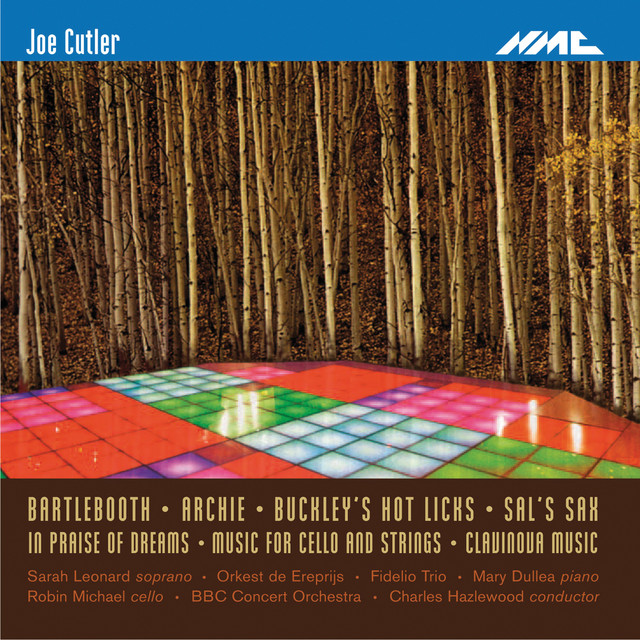 Joe Cutler
NMC
BARTLEBOOTH • ARCHIE • BUCKLEY'S HOT LICKS • SAL'S SAX
IN PRAISE OF DREAMS • MUSIC FOR CELLO AND STRINGS • CLAVINOVA MUSIC
Sarah Leonard soprano • Orkest de Ereprijs • Fidelio Trio • Mary Dullea piano
Robin Michael cello • BBC Concert Orchestra • Charles Hazlewood conductor